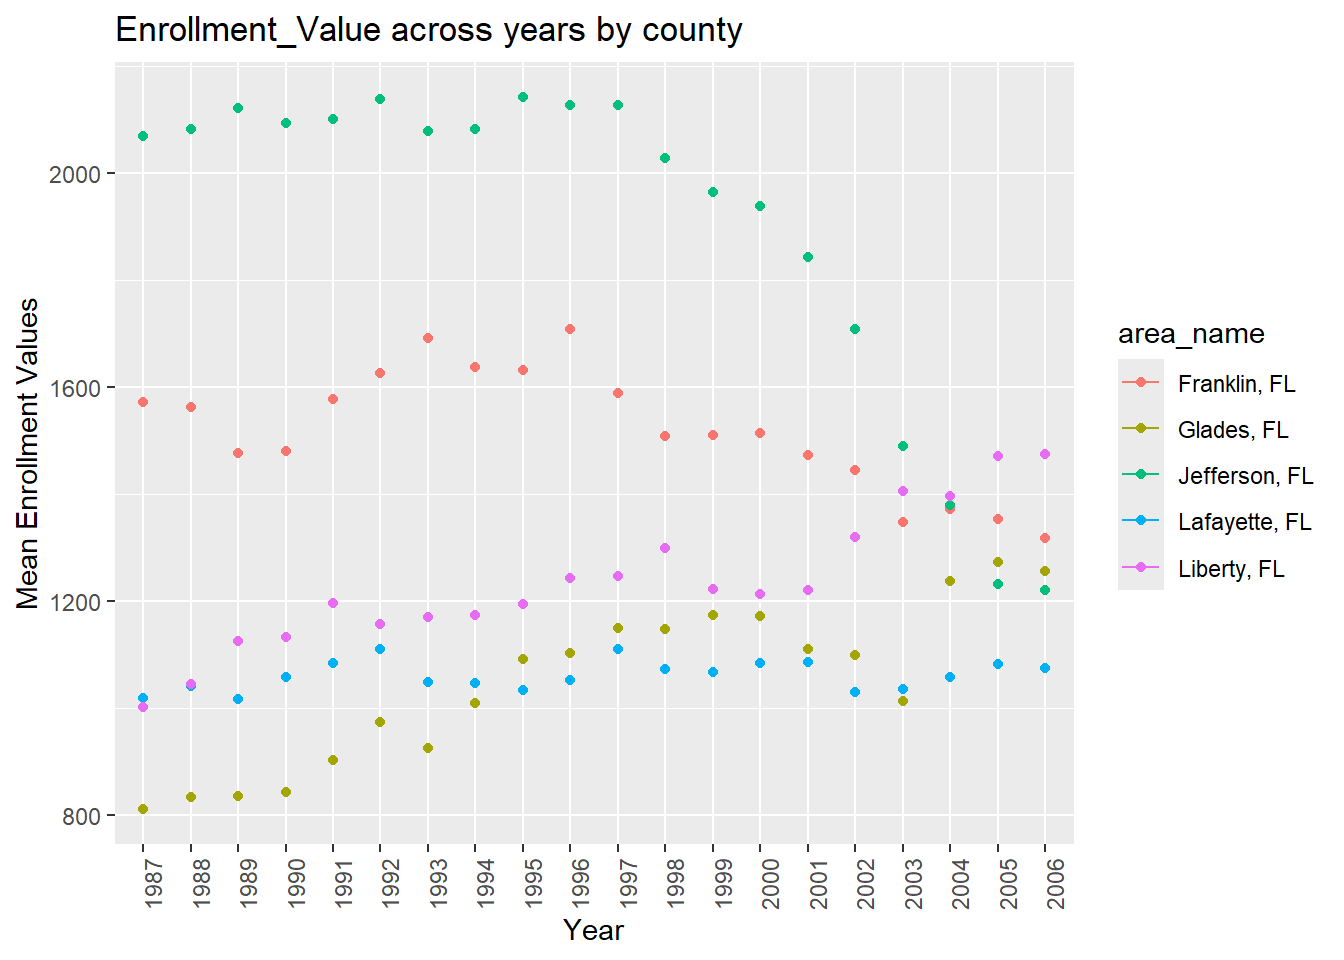 Enrollment_Value across years by county
Mean Enrollment Values
2000
1600
1200
800
1987
1988
1989
1990
1991
1992
1993
1994
1995
1996
1997
1998
1999
2000
2001
2002
2003
2004
2005
2006
Year
area_name
Franklin, FL
Glades, FL
Jefferson, FL
Lafayette, FL
Liberty, FL